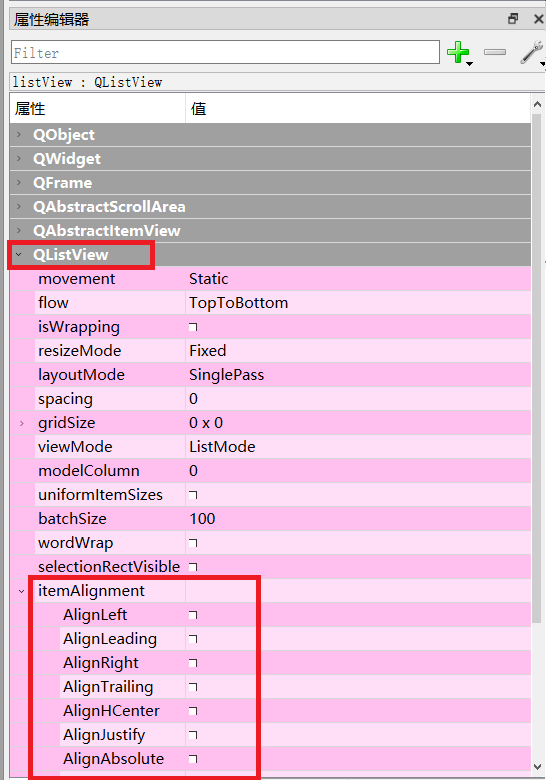 属性编辑器
Filter
listView : QListView
属性 值
QObject
QWidget
QFrame
QAbstractScrollArea
QAbstractItemView
QListView
movement Static
flow TopToBottom
isWrapping
resizeMode Fixed
layoutMode SinglePass
spacing 0
gridSize 0 x 0
viewMode ListMode
modelColumn 0
uniformItemSizes
batchSize 100
wordWrap
selectionRectVisible
itemAlignment
AlignLeft
AlignLeading
AlignRight
AlignTrailing
AlignHCenter
AlignJustify
AlignAbsolute